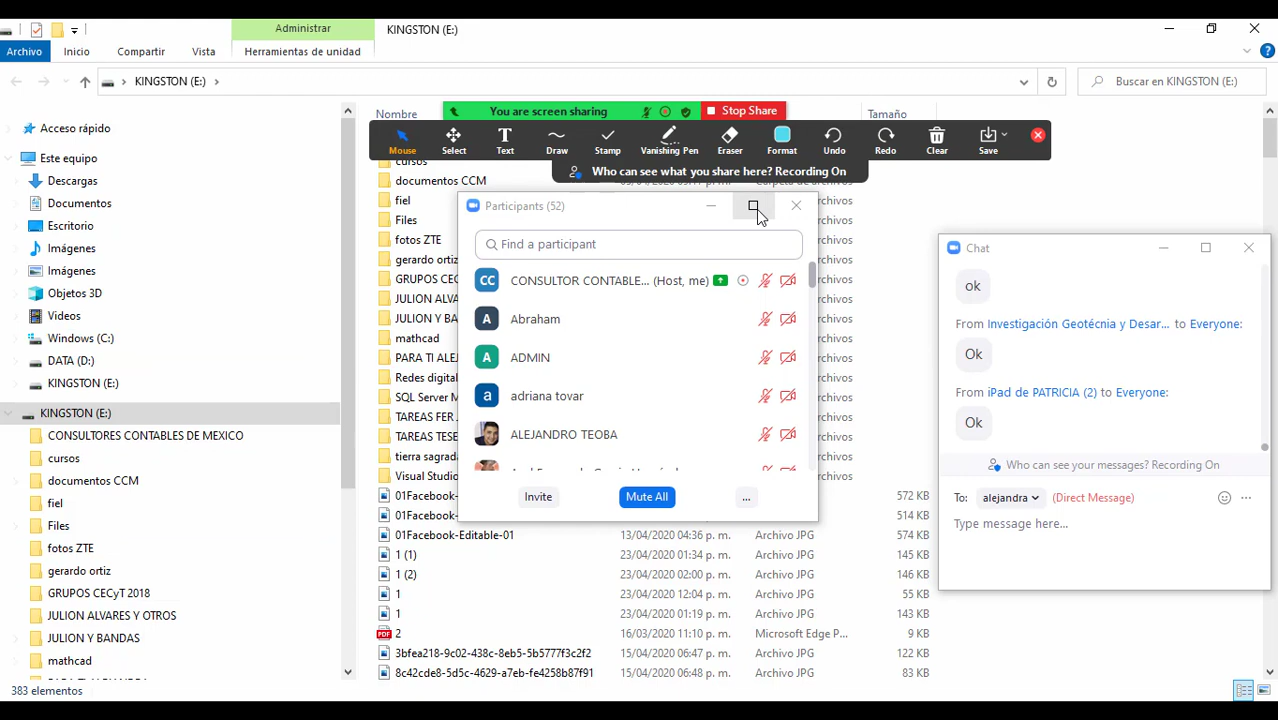 Administrar
KINGSTON (E:)
Archivo
Inicio
Compartir
Vista
Herramientas de unidad
KINGSTON (E:)
Buscar en KINGSTON (E:)
Acceso rápido
Este equipo
Descargas
Documentos
Escritorio
Imágenes
Imágenes
Objetos 3D
Videos
Windows (C:)
DATA (D:)
KINGSTON (E:)
KINGSTON (E:)
CONSULTORES CONTABLES DE MEXICO
cursos
documentos CCM
fiel
Files
fotos ZTE
gerardo ortiz
GRUPOS CECyT 2018
JULION ALVARES Y OTROS
JULION Y BANDAS
mathcad
383 elementos
Nombre
Tamaño
You are screen sharing
Stop Share
Mouse
Select
Text
Draw
Stamp
Vanishing Pen
Eraser
Format
Undo
Redo
Clear
Save
Who can see what you share here? Recording On
cursos
documentos CCM
fiel
Files
fotos ZTE
gerardo ortiz
GRUPOS CEC
JULION ALVA
JULION Y BA
mathcad
PARA TI ALEJ
Redes digital
SQL Server M
TAREAS FER
TAREAS TESE
tierra sagrada
Visual Studio
01Facebook- 572 KB
01Facebook- 514 KB
01Facebook-Editable-01 13/04/2020 04:36 p. m. Archivo JPG 574 KB
1 (1) 23/04/2020 01:34 p. m. Archivo JPG 145 KB
1 (2) 23/04/2020 02:00 p. m. Archivo JPG 146 KB
1 23/04/2020 12:04 p. m. Archivo JPG 55 KB
1 23/04/2020 01:19 p. m. Archivo JPG 143 KB
2 16/03/2020 11:10 p. m. Microsoft Edge P... 9 KB
3bfea218-9c02-438c-8eb5-5b5777f3c2f2 15/04/2020 06:47 p. m. Archivo JPG 122 KB
8c42cde8-5d5c-4629-a7eb-fe4258b87f91 15/04/2020 06:48 p. m. Archivo JPG 83 KB
Participants (52)
Find a participant
CC CONSULTOR CONTABLE... (Host, me)
A Abraham
A ADMIN
a adriana tovar
ALEJANDRO TEOBA
Invite
Mute All
...
Chat
ok
From Investigación Geotécnia y Desar... to Everyone:
Ok
From iPad de PATRICIA (2) to Everyone:
Ok
Who can see your messages? Recording On
To: alejandra (Direct Message)
Type message here...